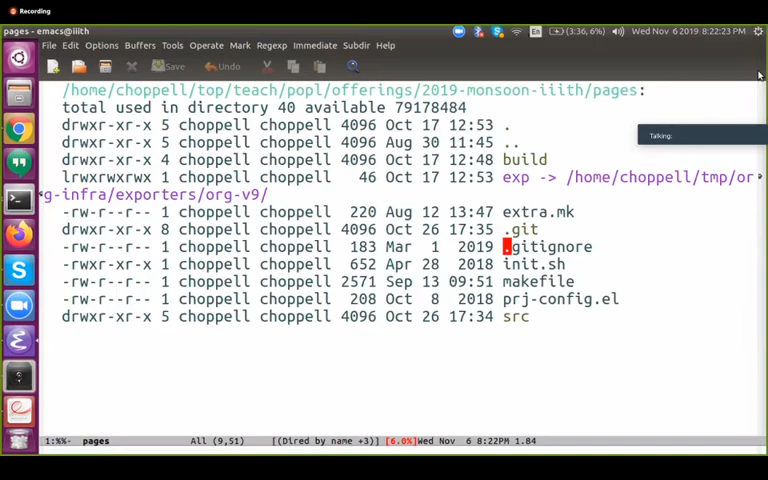 Recording
pages - emacs@iiith
En
(3:36, 6%)
Wed Nov 6 2019 8:22:23 PM
File Edit Options Buffers Tools Operate Mark Regexp Immediate Subdir Help
Save
Undo
/home/choppell/top/teach/popl/offerings/2019-monsoon-iiith/pages:
total used in directory 40 available 79178484
drwxr-xr-x 5 choppell choppell 4096 Oct 17 12:53 .
drwxr-xr-x 5 choppell choppell 4096 Aug 30 11:45 ..
drwxr-xr-x 4 choppell choppell 4096 Oct 17 12:48 build
lrwxrwxrwx 1 choppell choppell 46 Oct 17 12:53 exp -> /home/choppell/tmp/or
g-infra/exporters/org-v9/
-rw-r--r-- 1 choppell choppell 220 Aug 12 13:47 extra.mk
drwxr-xr-x 8 choppell choppell 4096 Oct 26 17:35 .git
-rw-r--r-- 1 choppell choppell 183 Mar 1 2019 .gitignore
-rw-r--r-- 1 choppell choppell 652 Apr 28 2018 init.sh
-rw-r--r-- 1 choppell choppell 2571 Sep 13 09:51 makefile
-rw-r--r-- 1 choppell choppell 208 Oct 8 2018 prj-config.el
drwxr-xr-x 5 choppell choppell 4096 Oct 26 17:34 src
Talking:
1:%%- pages All (9,51) [(Dired by name +3)] [6.0%]Wed Nov 6 8:22PM 1.84